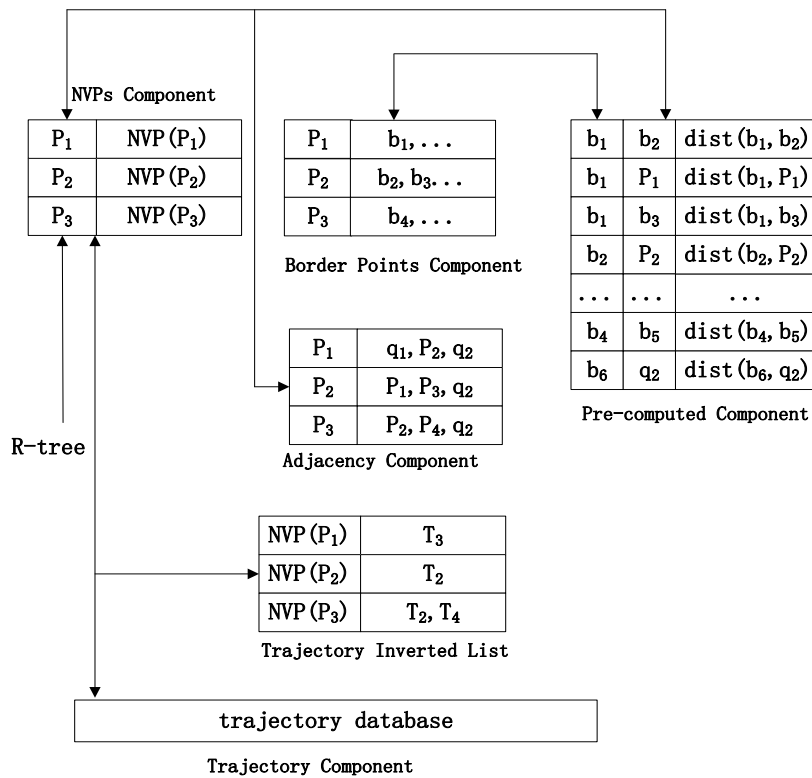 NVPs Component
P₁ NVP(P₁)
P₂ NVP(P₂)
P₃ NVP(P₃)
P₁ b₁,...
P₂ b₂,b₃...
P₃ b₄,...
Border Points Component
b₁ b₂ dist(b₁,b₂)
b₁ P₁ dist(b₁,P₁)
b₁ b₃ dist(b₁,b₃)
b₂ P₂ dist(b₂,P₂)
... ... ...
b₄ b₅ dist(b₄,b₅)
b₆ q₂ dist(b₆,q₂)
Pre-computed Component
P₁ q₁,P₂,q₂
P₂ P₁,P₃,q₂
P₃ P₂,P₄,q₂
Adjacency Component
R-tree
NVP(P₁) T₃
NVP(P₂) T₂
NVP(P₃) T₂,T₄
Trajectory Inverted List
trajectory database
Trajectory Component